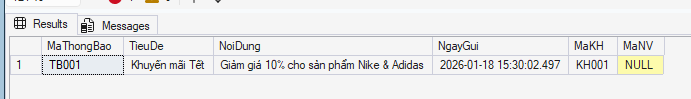 Results Messages
MaThongBao TieuDe NoiDung NgayGui MaKH MaNV
1 TB001 Khuyến mãi Tết Giảm giá 10% cho sản phẩm Nike & Adidas 2026-01-18 15:30:02.497 KH001 NULL